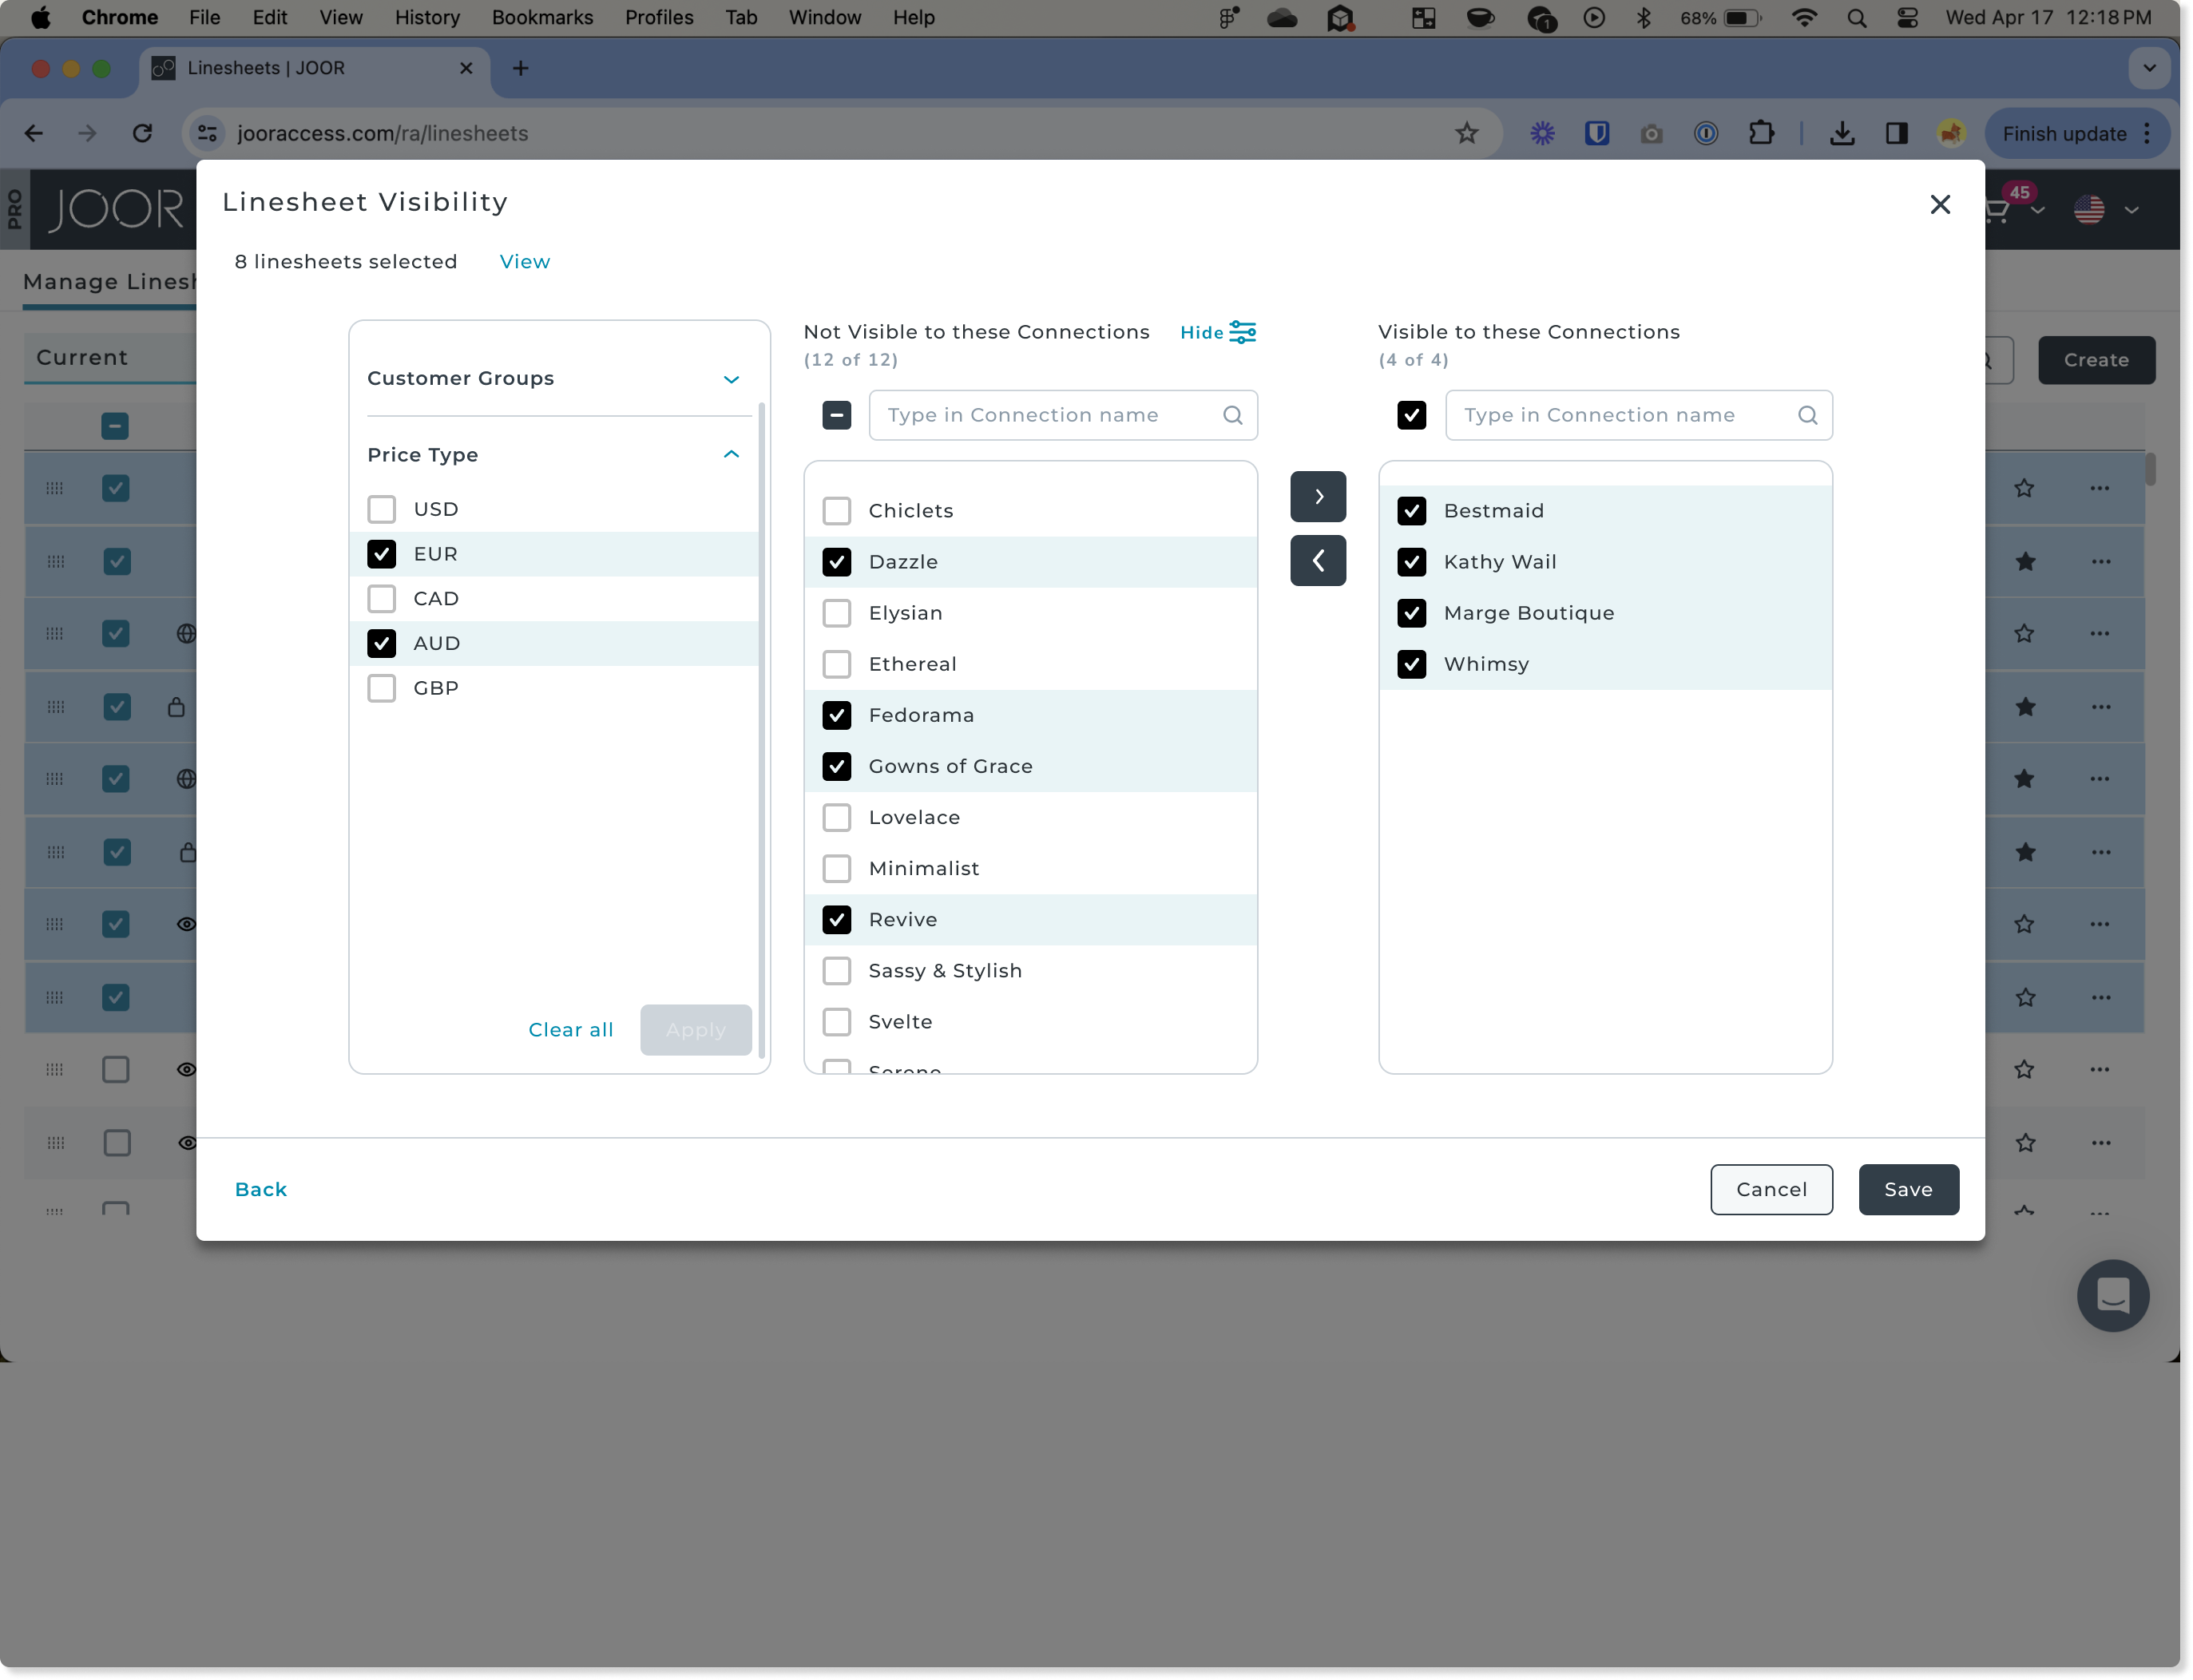 Chrome File Edit View History Bookmarks Profiles Tab Window Help 1 68% Wed Apr 17 12:18 PM
Linesheets | JOOR
jooraccess.com/ra/linesheets Finish update
PRO JOOR 45
Linesheet Visibility
8 linesheets selected View
Manage Linesh
Current
Create
Customer Groups
Price Type
USD
EUR
CAD
AUD
GBP
Clear all Apply
Not Visible to these Connections Hide
(12 of 12)
Type in Connection name
Chiclets
Dazzle
Elysian
Ethereal
Fedorama
Gowns of Grace
Lovelace
Minimalist
Revive
Sassy & Stylish
Svelte
Visible to these Connections
(4 of 4)
Type in Connection name
Bestmaid
Kathy Wail
Marge Boutique
Whimsy
Back Cancel Save